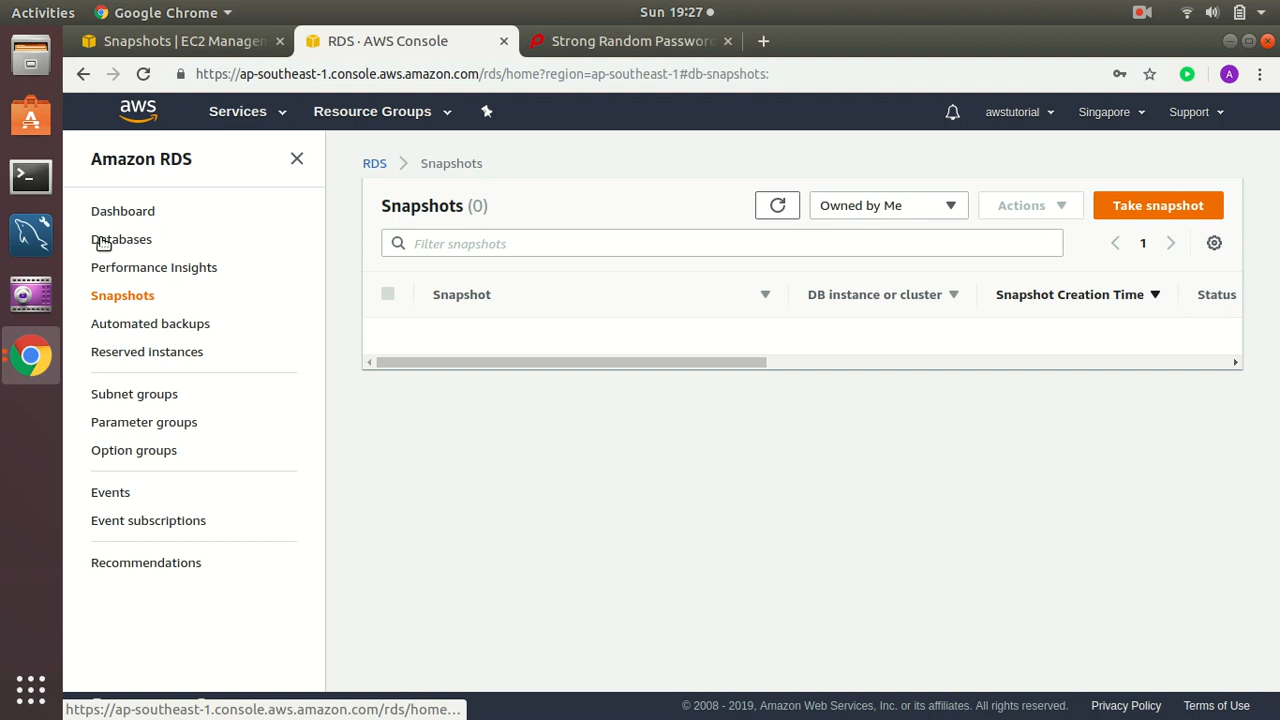 Activities Google Chrome Sun 19:27
Snapshots | EC2 Managen RDS · AWS Console Strong Random Password
https://ap-southeast-1.console.aws.amazon.com/rds/home?region=ap-southeast-1#db-snapshots: A
aws Services Resource Groups awstutorial Singapore Support
Amazon RDS
Dashboard
Databases
Performance Insights
Snapshots
Automated backups
Reserved instances
Subnet groups
Parameter groups
Option groups
Events
Event subscriptions
Recommendations
RDS Snapshots
Snapshots (0) Owned by Me Actions Take snapshot
Filter snapshots 1
Snapshot DB instance or cluster Snapshot Creation Time Status
https://ap-southeast-1.console.aws.amazon.com/rds/home... © 2008 - 2019, Amazon Web Services, Inc. or its affiliates. All rights reserved. Privacy Policy Terms of Use